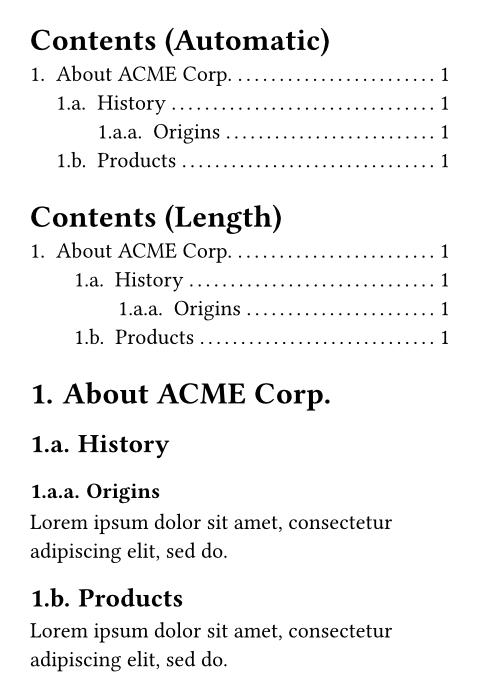 Contents (Automatic)
1. About ACME Corp. . . . . . . . . . . . . . . . . . . . . . . . . 1
1.a. History . . . . . . . . . . . . . . . . . . . . . . . . . . . . . . . . 1
1.a.a. Origins . . . . . . . . . . . . . . . . . . . . . . . . . 1
1.b. Products . . . . . . . . . . . . . . . . . . . . . . . . . . . . . . 1
Contents (Length)
1. About ACME Corp. . . . . . . . . . . . . . . . . . . . . . . . . 1
1.a. History . . . . . . . . . . . . . . . . . . . . . . . . . . . . . 1
1.a.a. Origins . . . . . . . . . . . . . . . . . . . . . . 1
1.b. Products . . . . . . . . . . . . . . . . . . . . . . . . . . . . 1
1. About ACME Corp.
1.a. History
1.a.a. Origins
Lorem ipsum dolor sit amet, consectetur
adipiscing elit, sed do.
1.b. Products
Lorem ipsum dolor sit amet, consectetur
adipiscing elit, sed do.